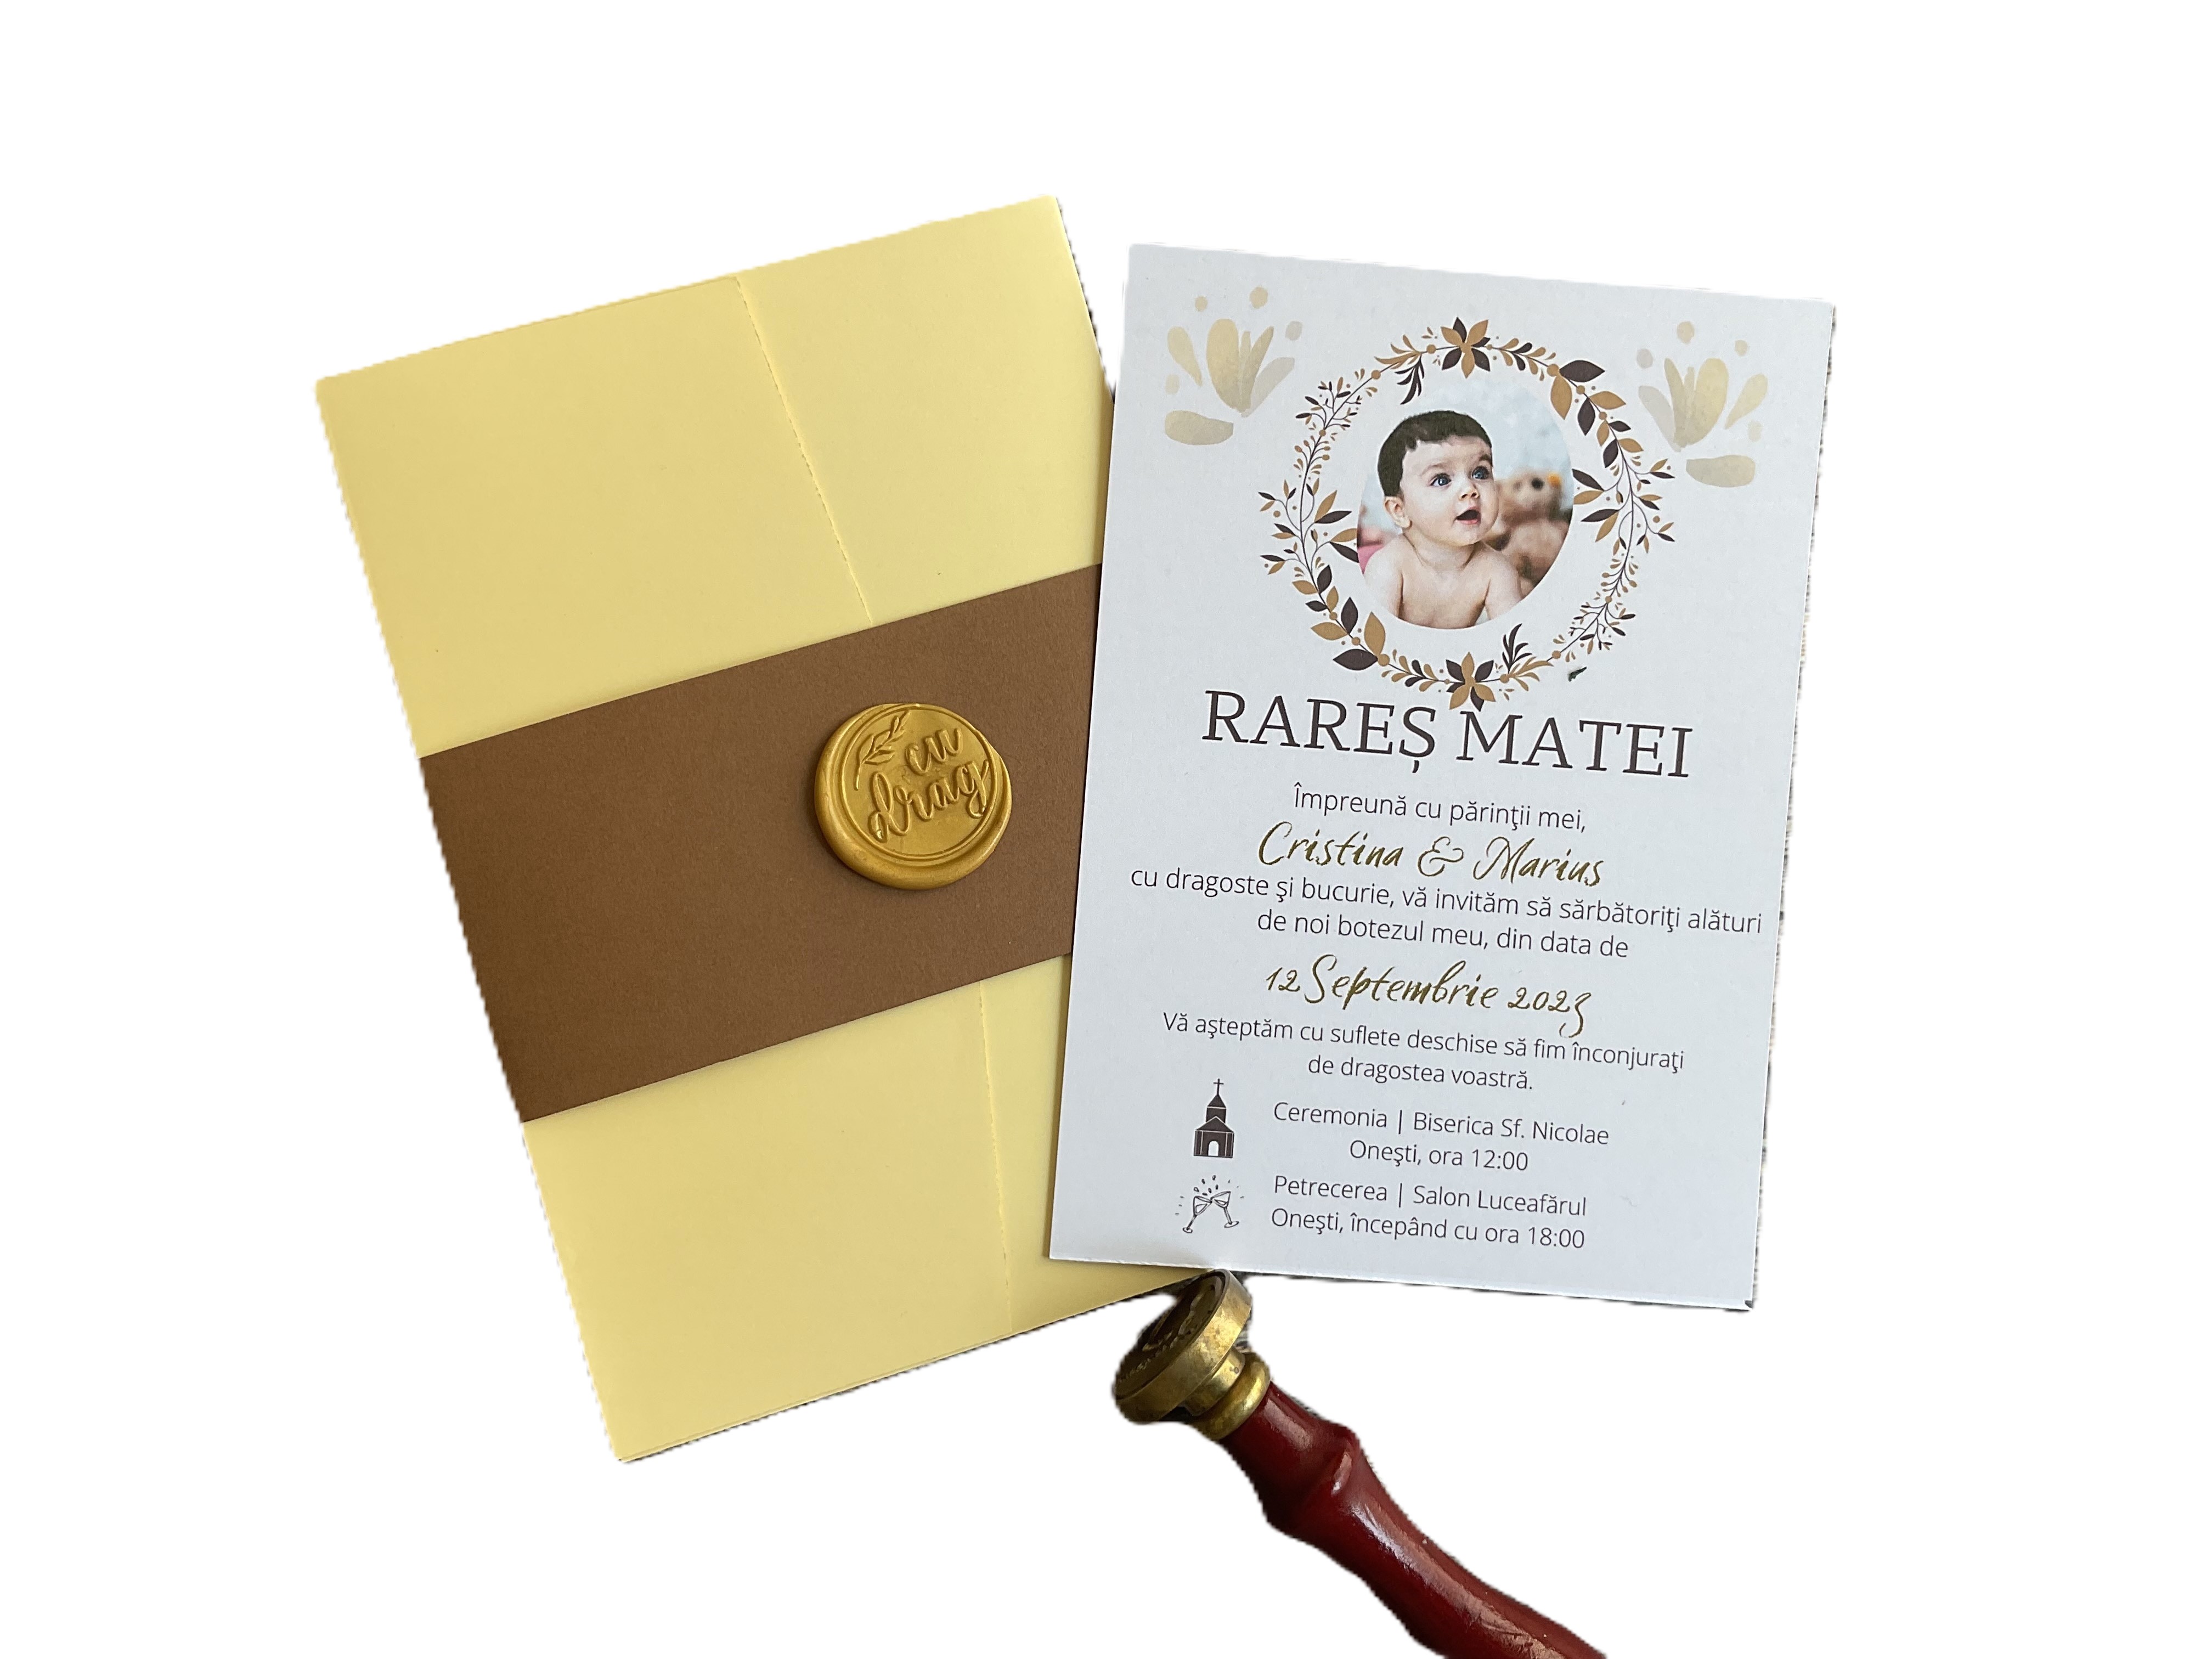 cu
drag
RAREȘ MATEI
Împreună cu părinţii mei,
Cristina & Marius
cu dragoste şi bucurie, vă invităm să sărbătoriţi alături
de noi botezul meu, din data de
12 Septembrie 2023
Vă aşteptăm cu suflete deschise să fim înconjuraţi
de dragostea voastră.
Ceremonia | Biserica Sf. Nicolae
Oneşti, ora 12:00
Petrecerea | Salon Luceafărul
Oneşti, începând cu ora 18:00